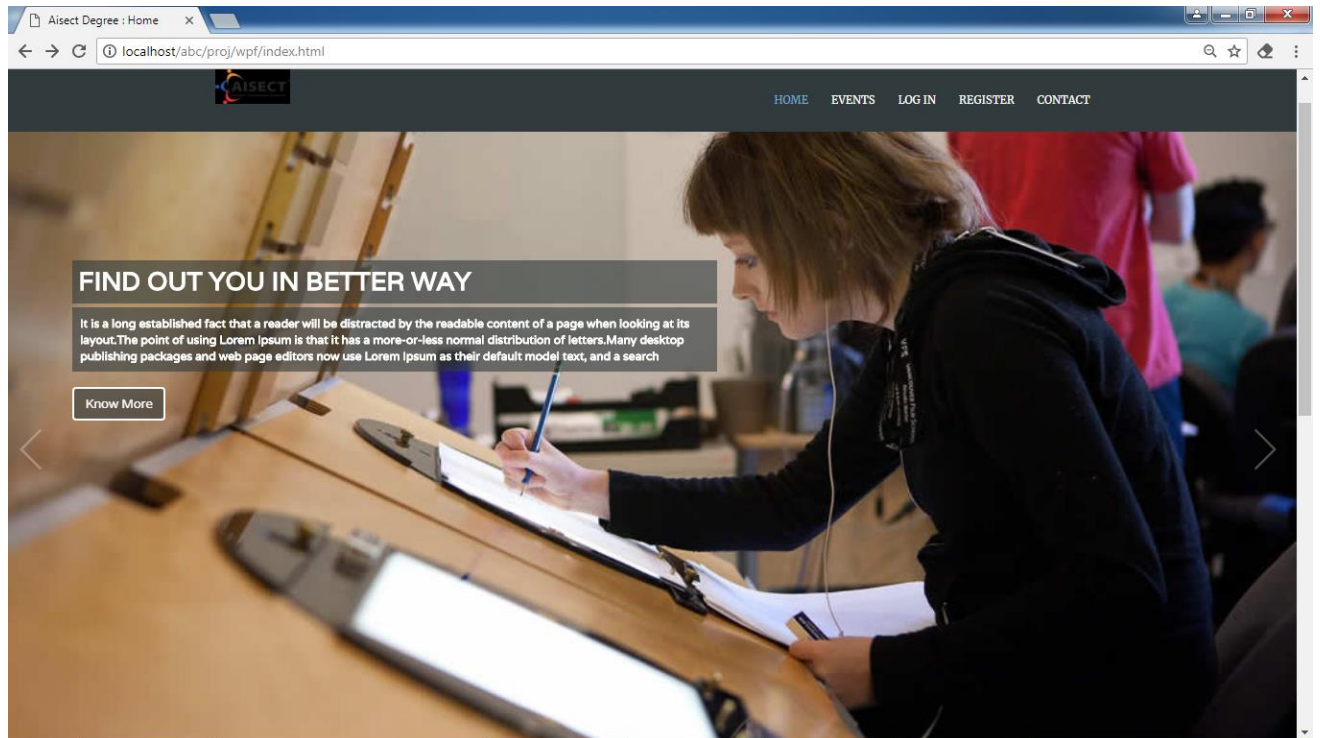 Aisect Degree : Home
localhost/abc/proj/wpf/index.html
AISECT
HOME EVENTS LOG IN REGISTER CONTACT
FIND OUT YOU IN BETTER WAY
It is a long established fact that a reader will be distracted by the readable content of a page when looking at its
layout.The point of using Lorem Ipsum is that it has a more-or-less normal distribution of letters.Many desktop
publishing packages and web page editors now use Lorem Ipsum as their default model text, and a search
Know More
VFS
VANCOUVER FILM SCHOOL